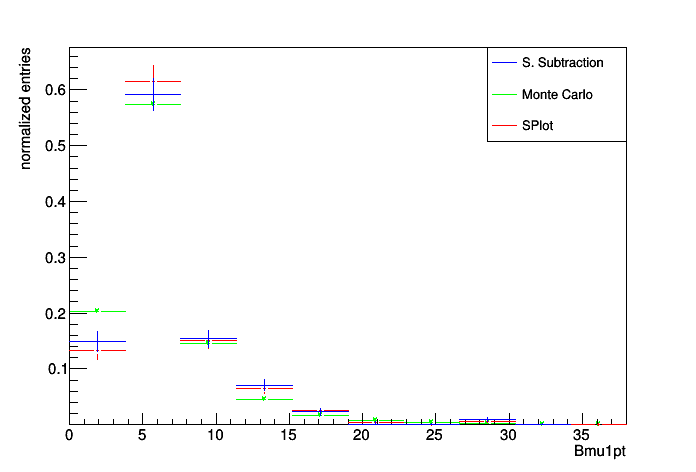 normalized entries
0.6
0.5
0.4
0.3
0.2
0.1
S. Subtraction
Monte Carlo
SPlot
0 5 10 15 20 25 30 35
Bmu1pt